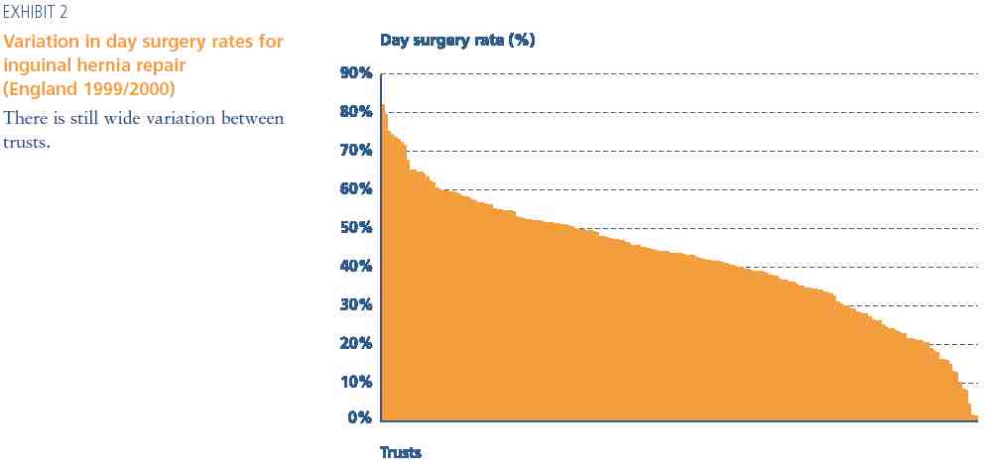 EXHIBIT 2
Variation in day surgery rates for
inguinal hernia repair
(England 1999/2000)
There is still wide variation between
trusts.
Day surgery rate (%)
90%
80%
70%
60%
50%
40%
30%
20%
10%
0%
Trusts